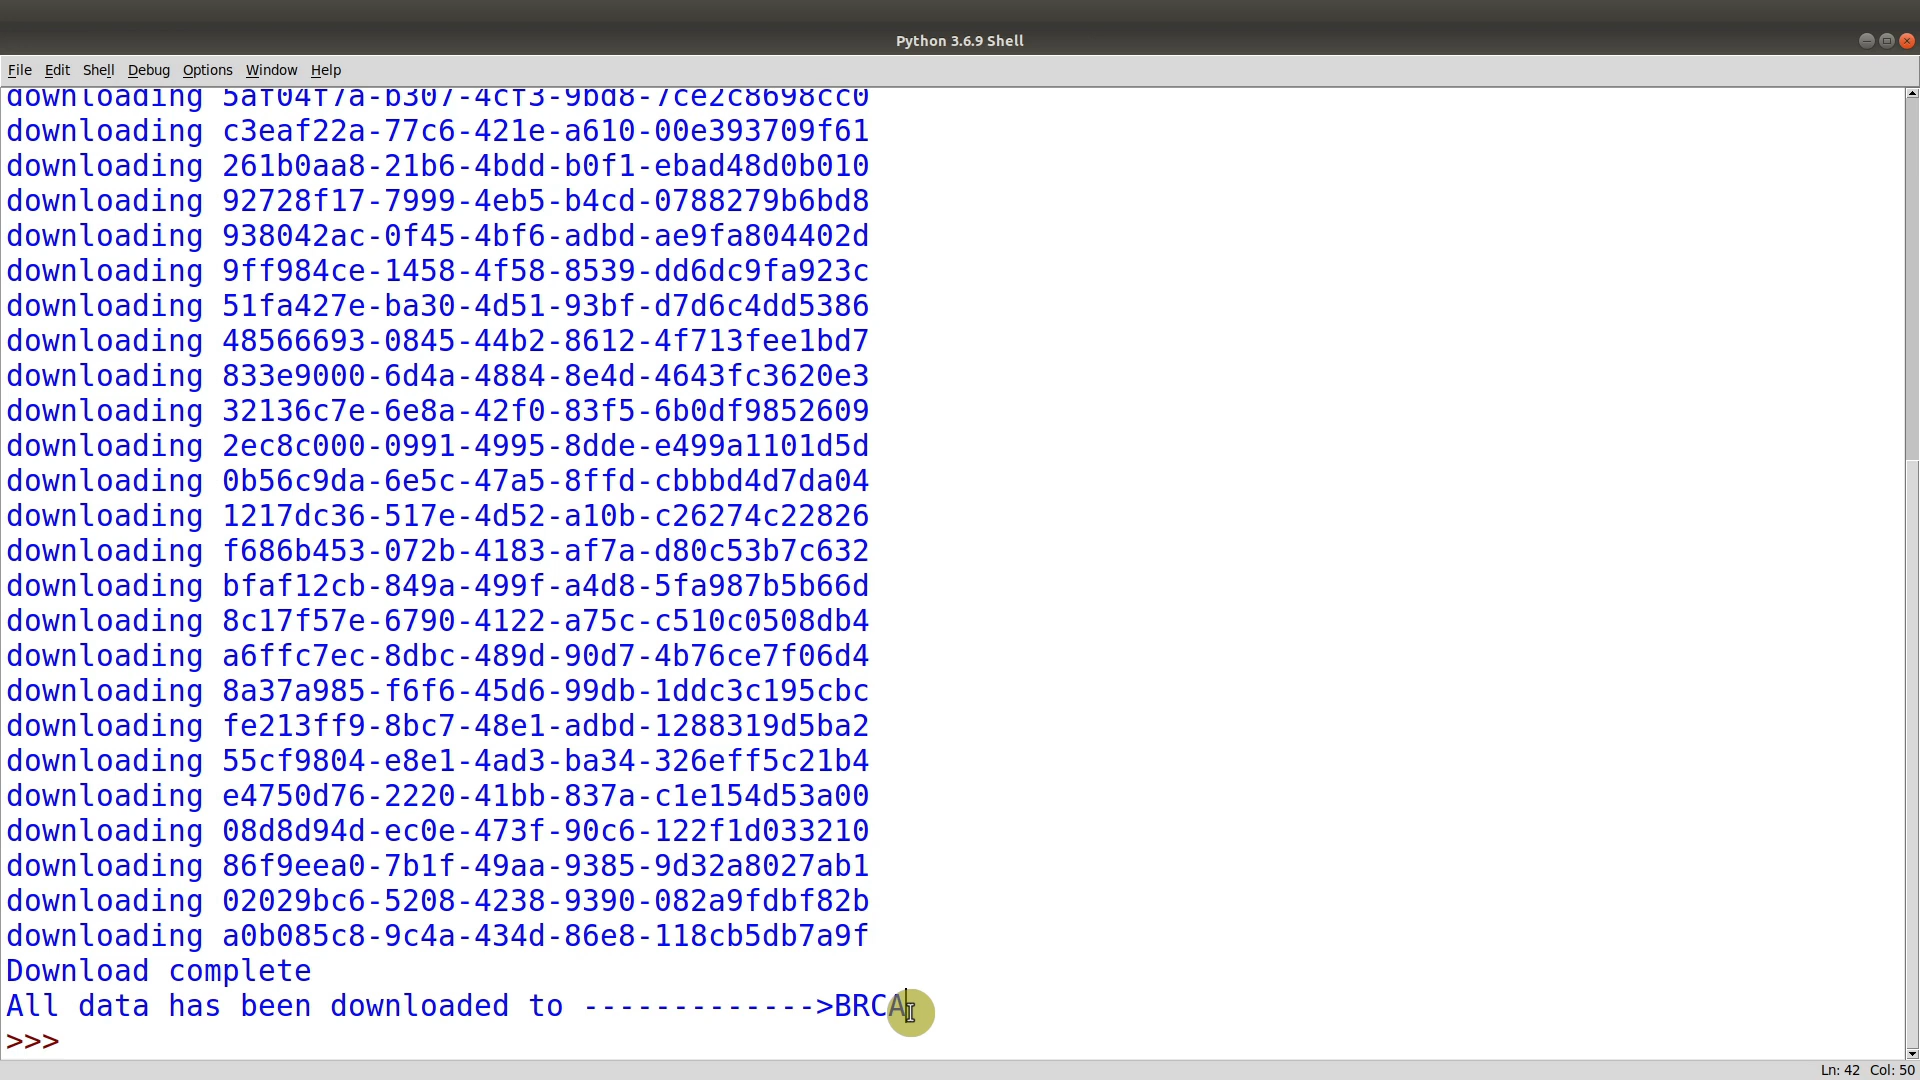 Python 3.6.9 Shell
File Edit Shell Debug Options Window Help
downloading 5af04f7a-b307-4cf3-9bd8-7ce2c8698cc0
downloading c3eaf22a-77c6-421e-a610-00e393709f61
downloading 261b0aa8-21b6-4bdd-b0f1-ebad48d0b010
downloading 92728f17-7999-4eb5-b4cd-0788279b6bd8
downloading 938042ac-0f45-4bf6-adbd-ae9fa804402d
downloading 9ff984ce-1458-4f58-8539-dd6dc9fa923c
downloading 51fa427e-ba30-4d51-93bf-d7d6c4dd5386
downloading 48566693-0845-44b2-8612-4f713fee1bd7
downloading 833e9000-6d4a-4884-8e4d-4643fc3620e3
downloading 32136c7e-6e8a-42f0-83f5-6b0df9852609
downloading 2ec8c000-0991-4995-8dde-e499a1101d5d
downloading 0b56c9da-6e5c-47a5-8ffd-cbbbd4d7da04
downloading 1217dc36-517e-4d52-a10b-c26274c22826
downloading f686b453-072b-4183-af7a-d80c53b7c632
downloading bfaf12cb-849a-499f-a4d8-5fa987b5b66d
downloading 8c17f57e-6790-4122-a75c-c510c0508db4
downloading a6ffc7ec-8dbc-489d-90d7-4b76ce7f06d4
downloading 8a37a985-f6f6-45d6-99db-1ddc3c195cbc
downloading fe213ff9-8bc7-48e1-adbd-1288319d5ba2
downloading 55cf9804-e8e1-4ad3-ba34-326eff5c21b4
downloading e4750d76-2220-41bb-837a-c1e154d53a00
downloading 08d8d94d-ec0e-473f-90c6-122f1d033210
downloading 86f9eea0-7b1f-49aa-9385-9d32a8027ab1
downloading 02029bc6-5208-4238-9390-082a9fdbf82b
downloading a0b085c8-9c4a-434d-86e8-118cb5db7a9f
Download complete
All data has been downloaded to ------------->BRCA
>>>
Ln: 42 Col: 50